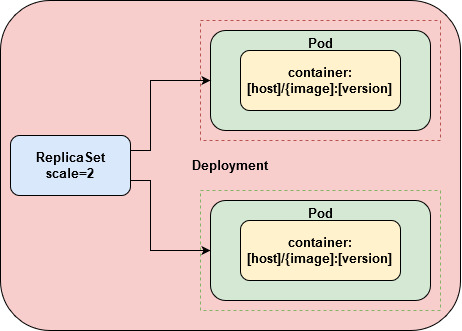 Pod
container:
[host]/{image]:[version]
ReplicaSet
scale=2
Deployment
Pod
container:
[host]/{image]:[version]